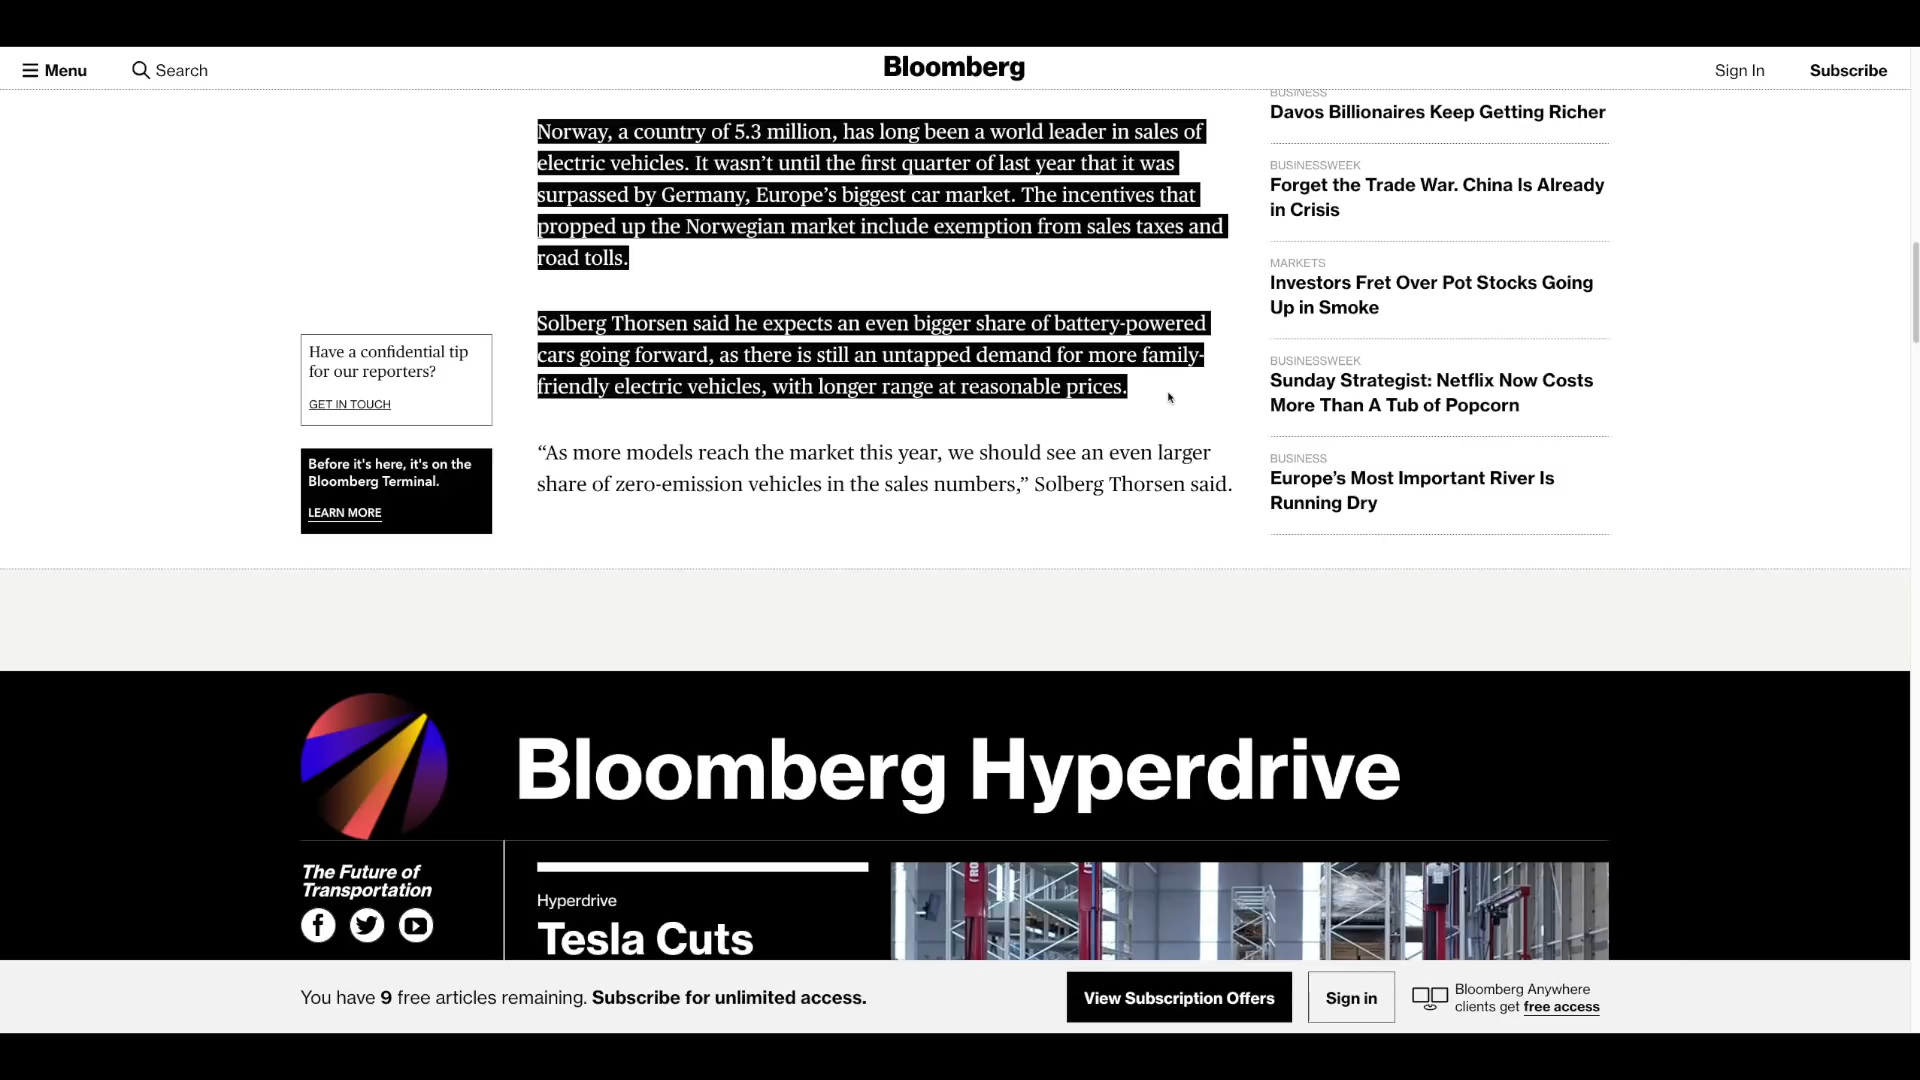 Menu
Search
Bloomberg
Sign In
Subscribe
Norway, a country of 5.3 million, has long been a world leader in sales of
electric vehicles. It wasn’t until the first quarter of last year that it was
surpassed by Germany, Europe’s biggest car market. The incentives that
propped up the Norwegian market include exemption from sales taxes and
road tolls.
Solberg Thorsen said he expects an even bigger share of battery-powered
cars going forward, as there is still an untapped demand for more family-
friendly electric vehicles, with longer range at reasonable prices.
“As more models reach the market this year, we should see an even larger
share of zero-emission vehicles in the sales numbers,” Solberg Thorsen said.
Have a confidential tip
for our reporters?
GET IN TOUCH
Before it's here, it's on the
Bloomberg Terminal.
LEARN MORE
BUSINESS
Davos Billionaires Keep Getting Richer
BUSINESSWEEK
Forget the Trade War. China Is Already
in Crisis
MARKETS
Investors Fret Over Pot Stocks Going
Up in Smoke
BUSINESSWEEK
Sunday Strategist: Netflix Now Costs
More Than A Tub of Popcorn
BUSINESS
Europe’s Most Important River Is
Running Dry
Bloomberg Hyperdrive
The Future of
Transportation
Hyperdrive
Tesla Cuts
You have 9 free articles remaining. Subscribe for unlimited access.
View Subscription Offers
Sign in
Bloomberg Anywhere
clients get free access